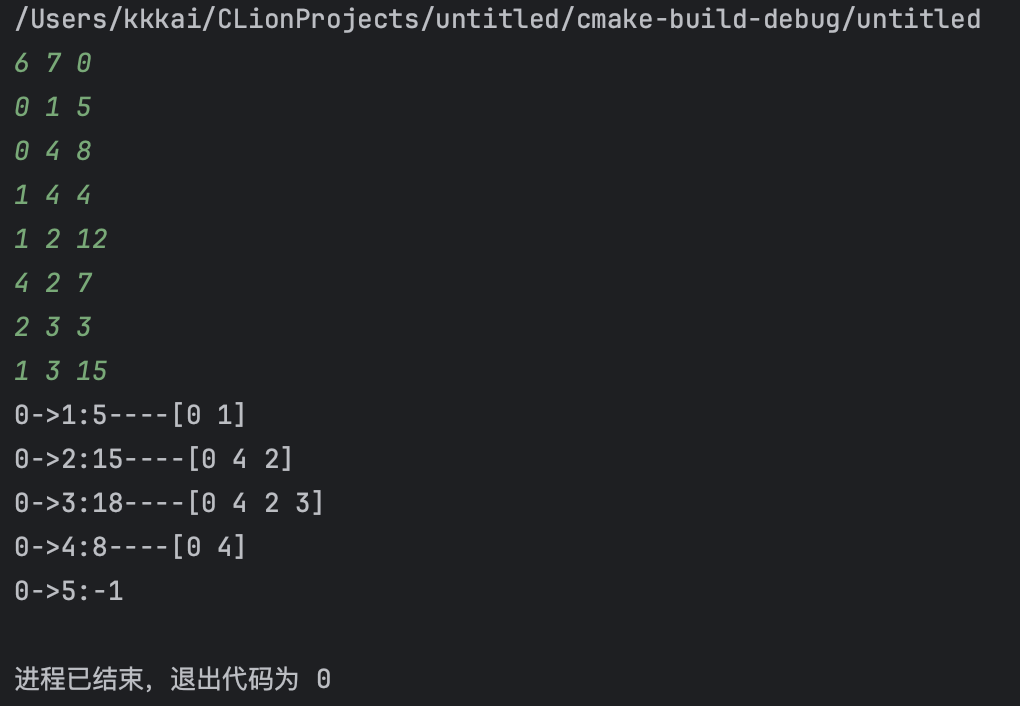 /Users/kkkai/CLionProjects/untitled/cmake-build-debug/untitled
6 7 0
0 1 5
0 4 8
1 4 4
1 2 12
4 2 7
2 3 3
1 3 15
0->1:5----[0 1]
0->2:15----[0 4 2]
0->3:18----[0 4 2 3]
0->4:8----[0 4]
0->5:-1
进程已结束，退出代码为 0